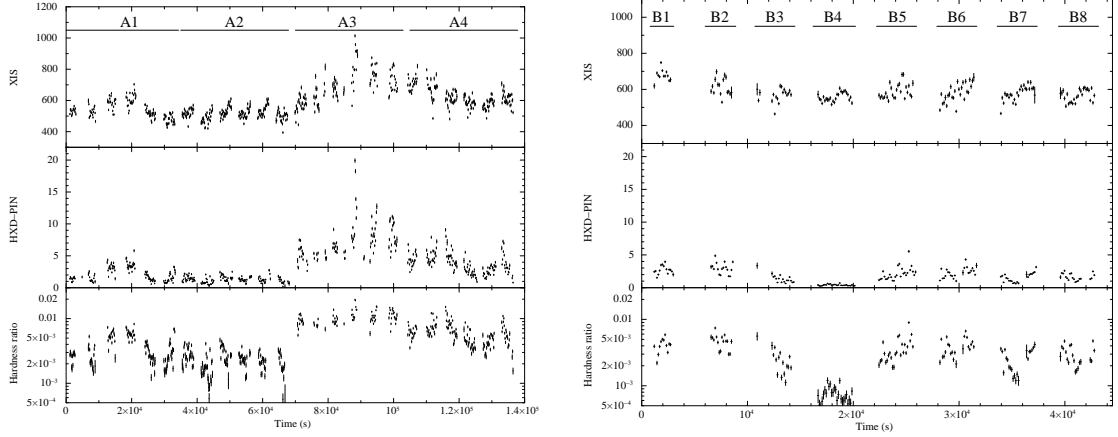 A1 A2 A3 A4
XIS
1200
1000
800
600
400
HXD−PIN
20
15
10
5
0
Hardness ratio
0.02
0.01
5×10⁻³
2×10⁻³
10⁻³
5×10⁻⁴
0 2×10⁴ 4×10⁴ 6×10⁴ 8×10⁴ 10⁵ 1.2×10⁵ 1.4×10⁵
Time (s)
B1 B2 B3 B4 B5 B6 B7 B8
XIS
1000
800
600
400
HXD−PIN
20
15
10
5
0
Hardness ratio
0.02
0.01
5×10⁻³
2×10⁻³
10⁻³
5×10⁻⁴
0 10⁴ 2×10⁴ 3×10⁴ 4×10⁴
Time (s)